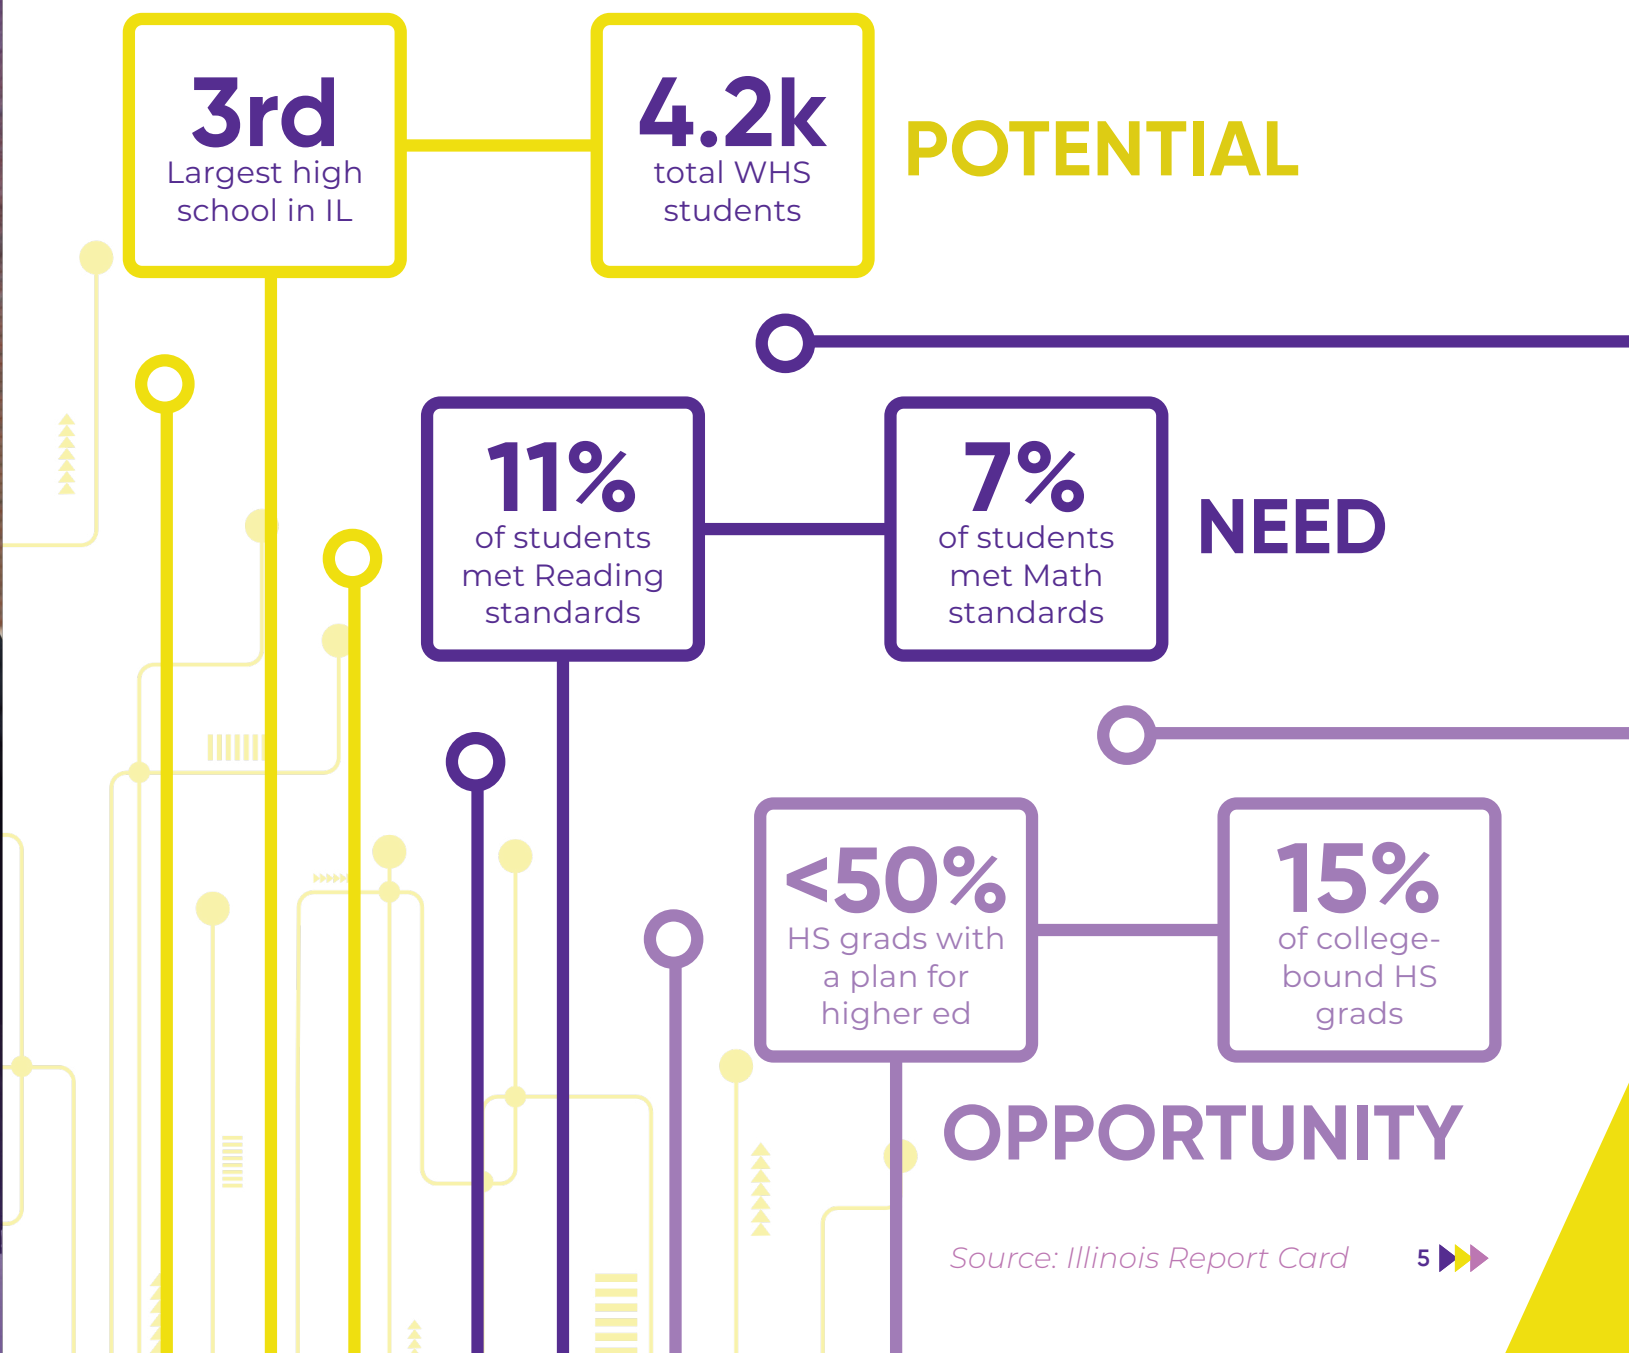 3rd
Largest high
school in IL
4.2k
total WHS
students
POTENTIAL
11%
of students
met Reading
standards
7%
of students
met Math
standards
NEED
<50%
HS grads with
a plan for
higher ed
15%
of college-
bound HS
grads
OPPORTUNITY
Source: Illinois Report Card
5